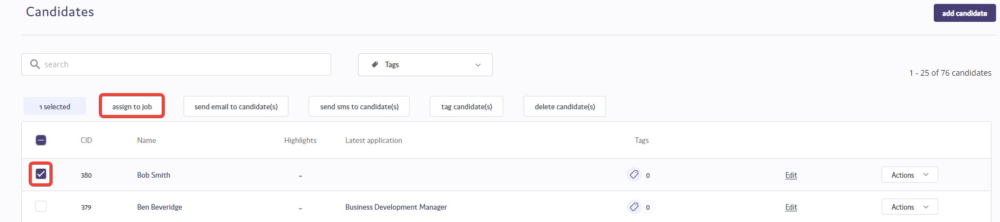 Candidates
add candidate
search
Tags
1 - 25 of 76 candidates
1 selected
assign to job
send email to candidate(s)
send sms to candidate(s)
tag candidate(s)
delete candidate(s)
CID Name Highlights Latest application Tags
380 Bob Smith – 0 Edit Actions
379 Ben Beveridge – Business Development Manager 0 Edit Actions